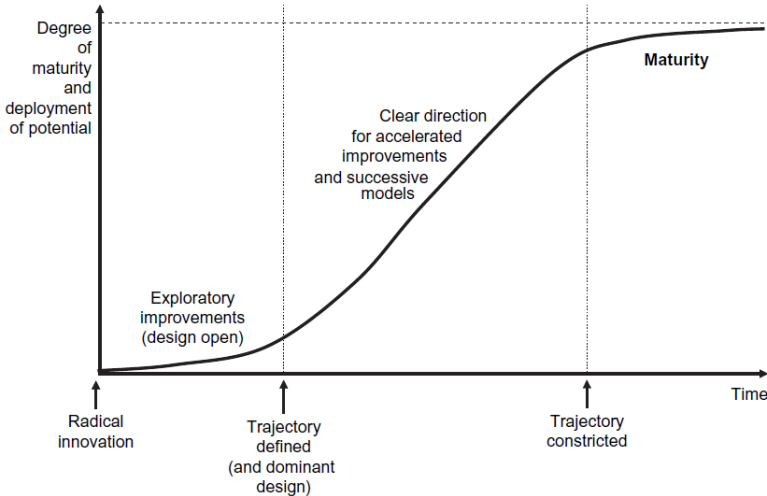 Degree
of
maturity
and
deployment
of potential
Maturity
Clear direction
for accelerated
improvements
and successive
models
Exploratory
improvements
(design open)
Time
Radical
innovation
Trajectory
defined
(and dominant
design)
Trajectory
constricted